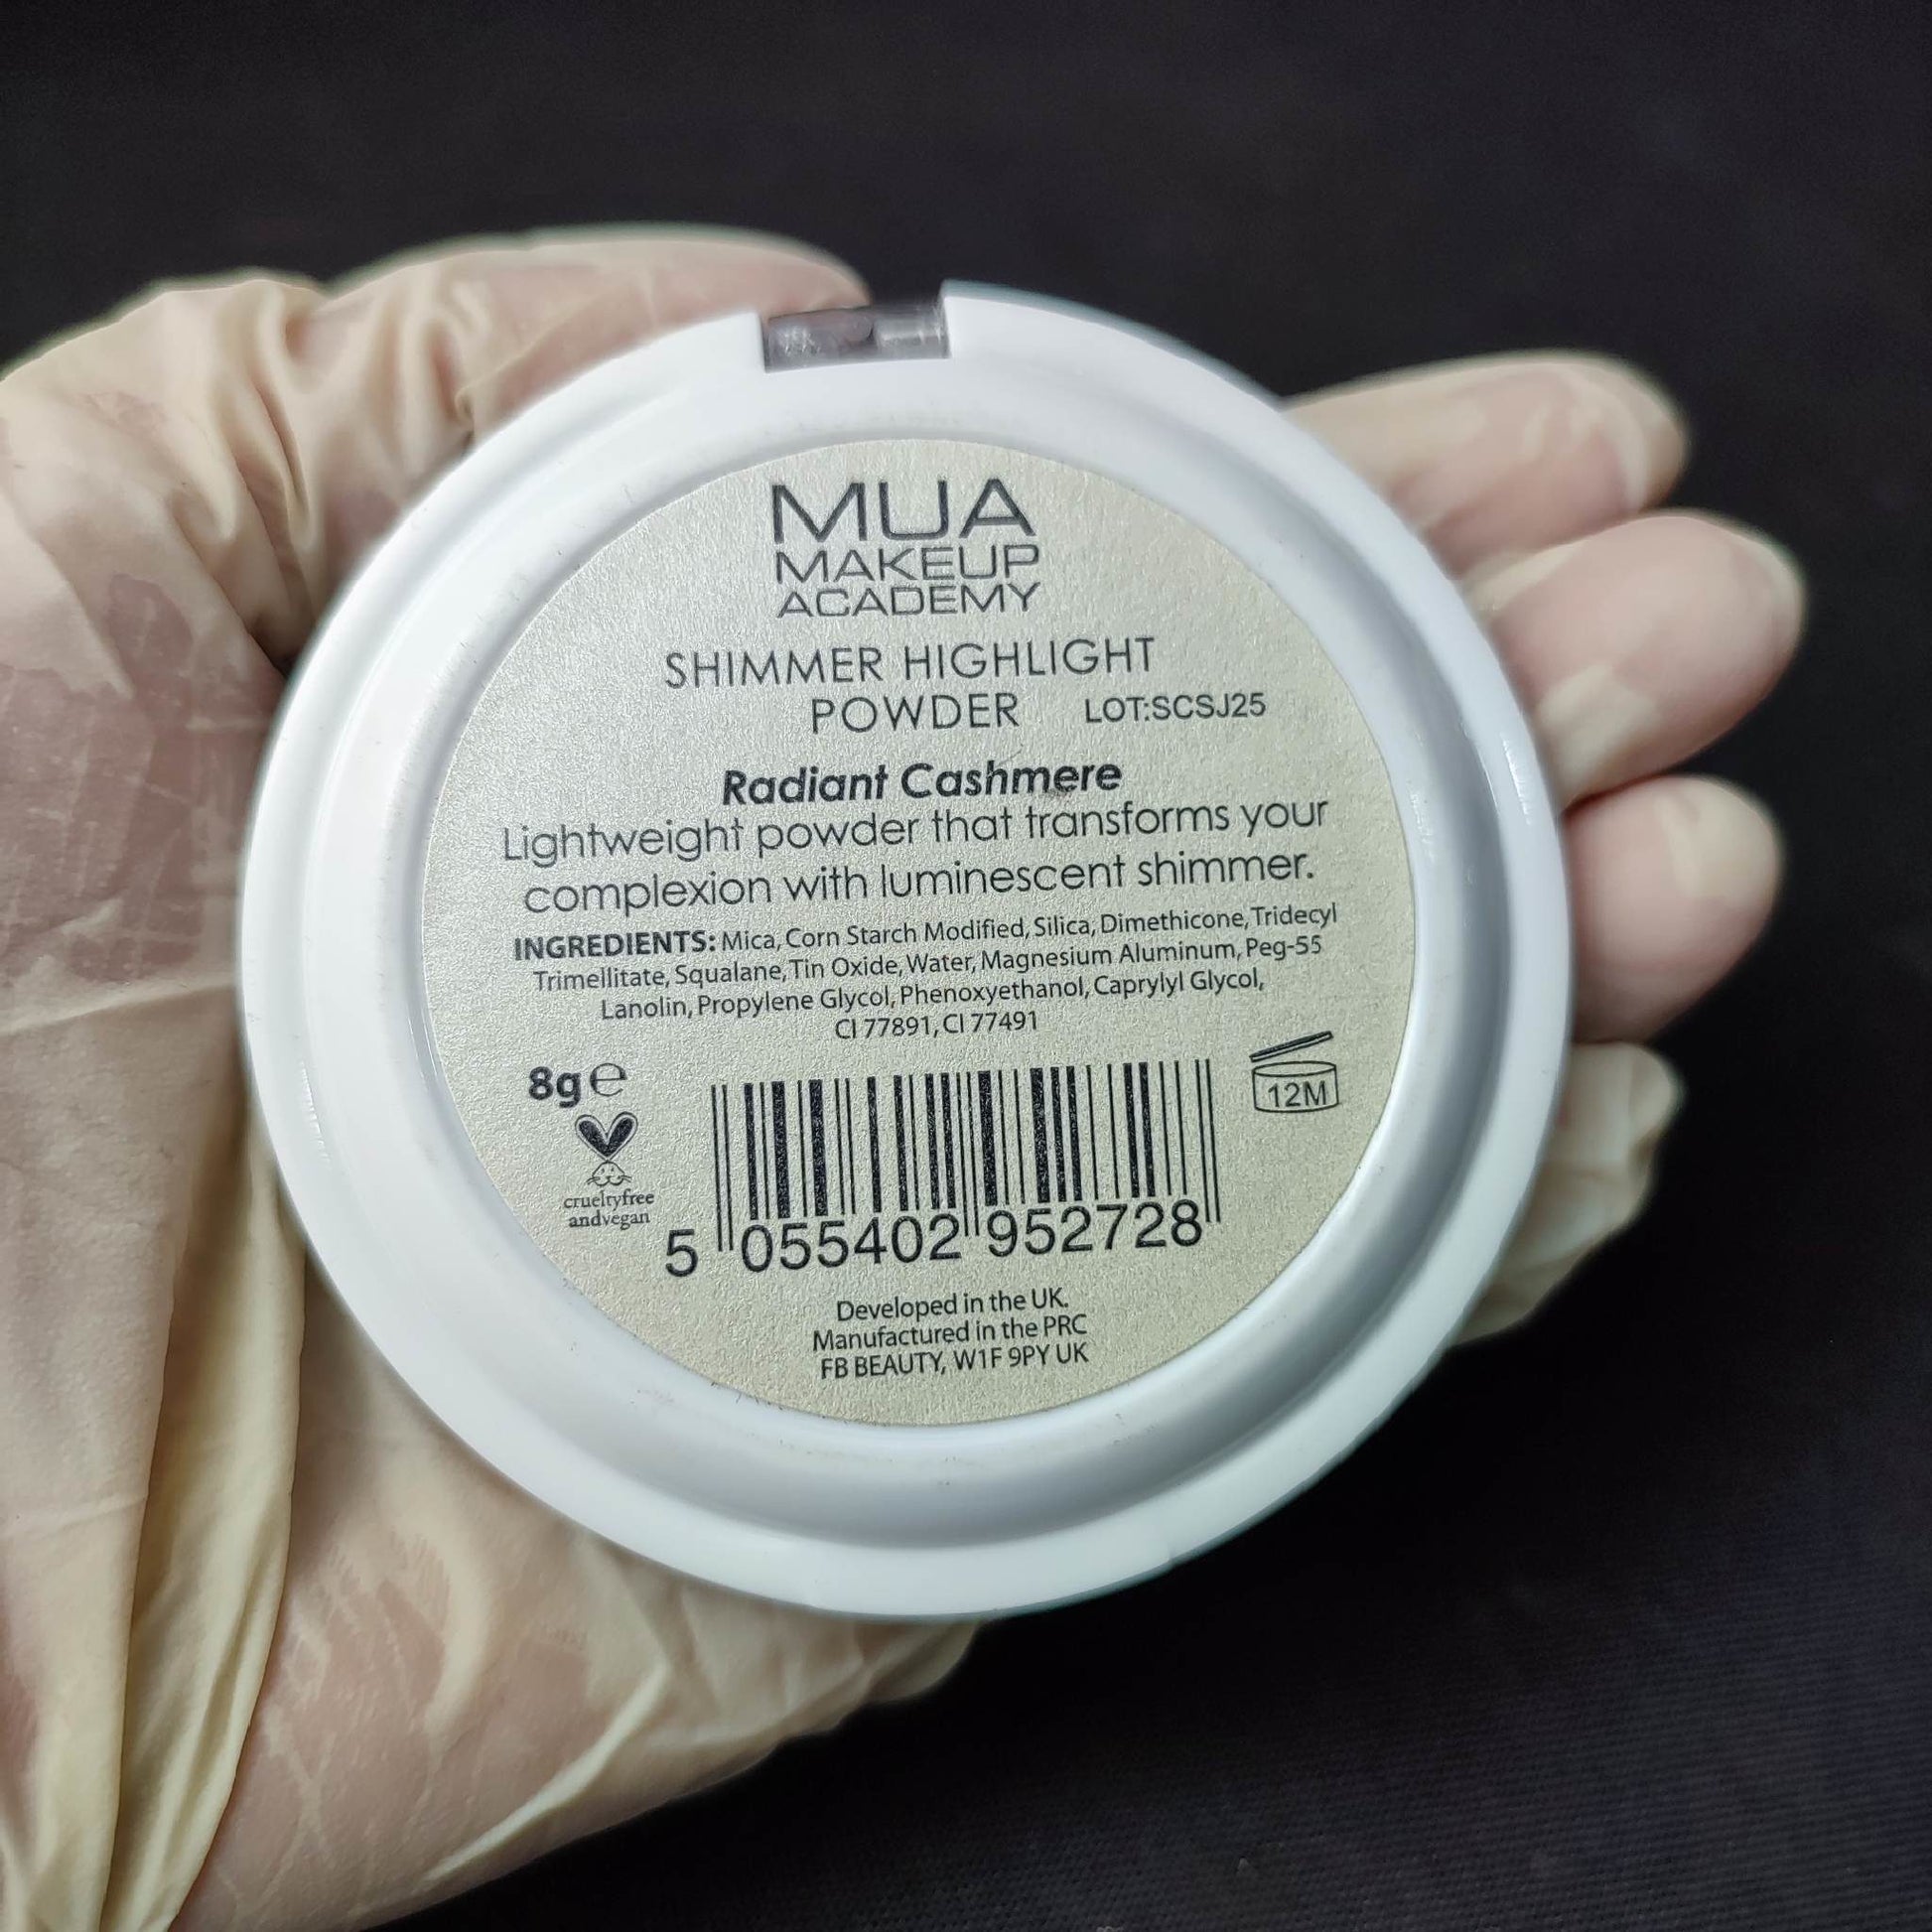 MUA
MAKEUP
ACADEMY
SHIMMER HIGHLIGHT
POWDER LOT:SCSJ25
Radiant Cashmere
Lightweight powder that transforms your
complexion with luminescent shimmer.
INGREDIENTS: Mica, Corn Starch Modified, Silica, Dimethicone, Tridecyl
Trimellitate, Squalane, Tin Oxide, Water, Magnesium Aluminum, Peg-55
Lanolin, Propylene Glycol, Phenoxyethanol, Caprylyl Glycol,
CI 77891, CI 77491
8g e
12M
crueltyfree
andvegan
5 055402 952728
Developed in the UK.
Manufactured in the PRC
FB BEAUTY, W1F 9PY UK